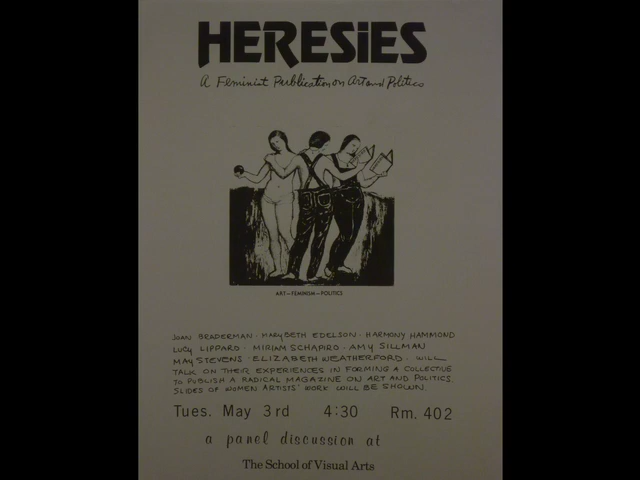 HERESIES
A Feminist Publication on Art and Politics
ART—FEMINISM—POLITICS
JOAN BRADERMAN · MARY BETH EDELSON · HARMONY HAMMOND
LUCY LIPPARD · MIRIAM SCHAPIRO · AMY SILLMAN
MAY STEVENS · ELIZABETH WEATHERFORD · WILL
TALK ON THEIR EXPERIENCES IN FORMING A COLLECTIVE
TO PUBLISH A RADICAL MAGAZINE ON ART AND POLITICS.
SLIDES OF WOMEN ARTISTS' WORK WILL BE SHOWN.
Tues. May 3rd 4:30 Rm. 402
a panel discussion at
The School of Visual Arts